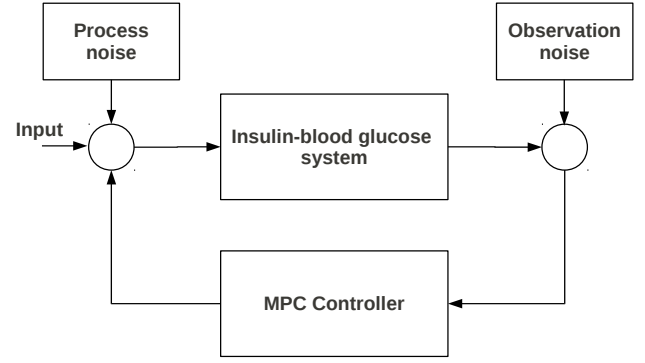 Process
noise
Observation
noise
Input
Insulin-blood glucose
system
MPC Controller